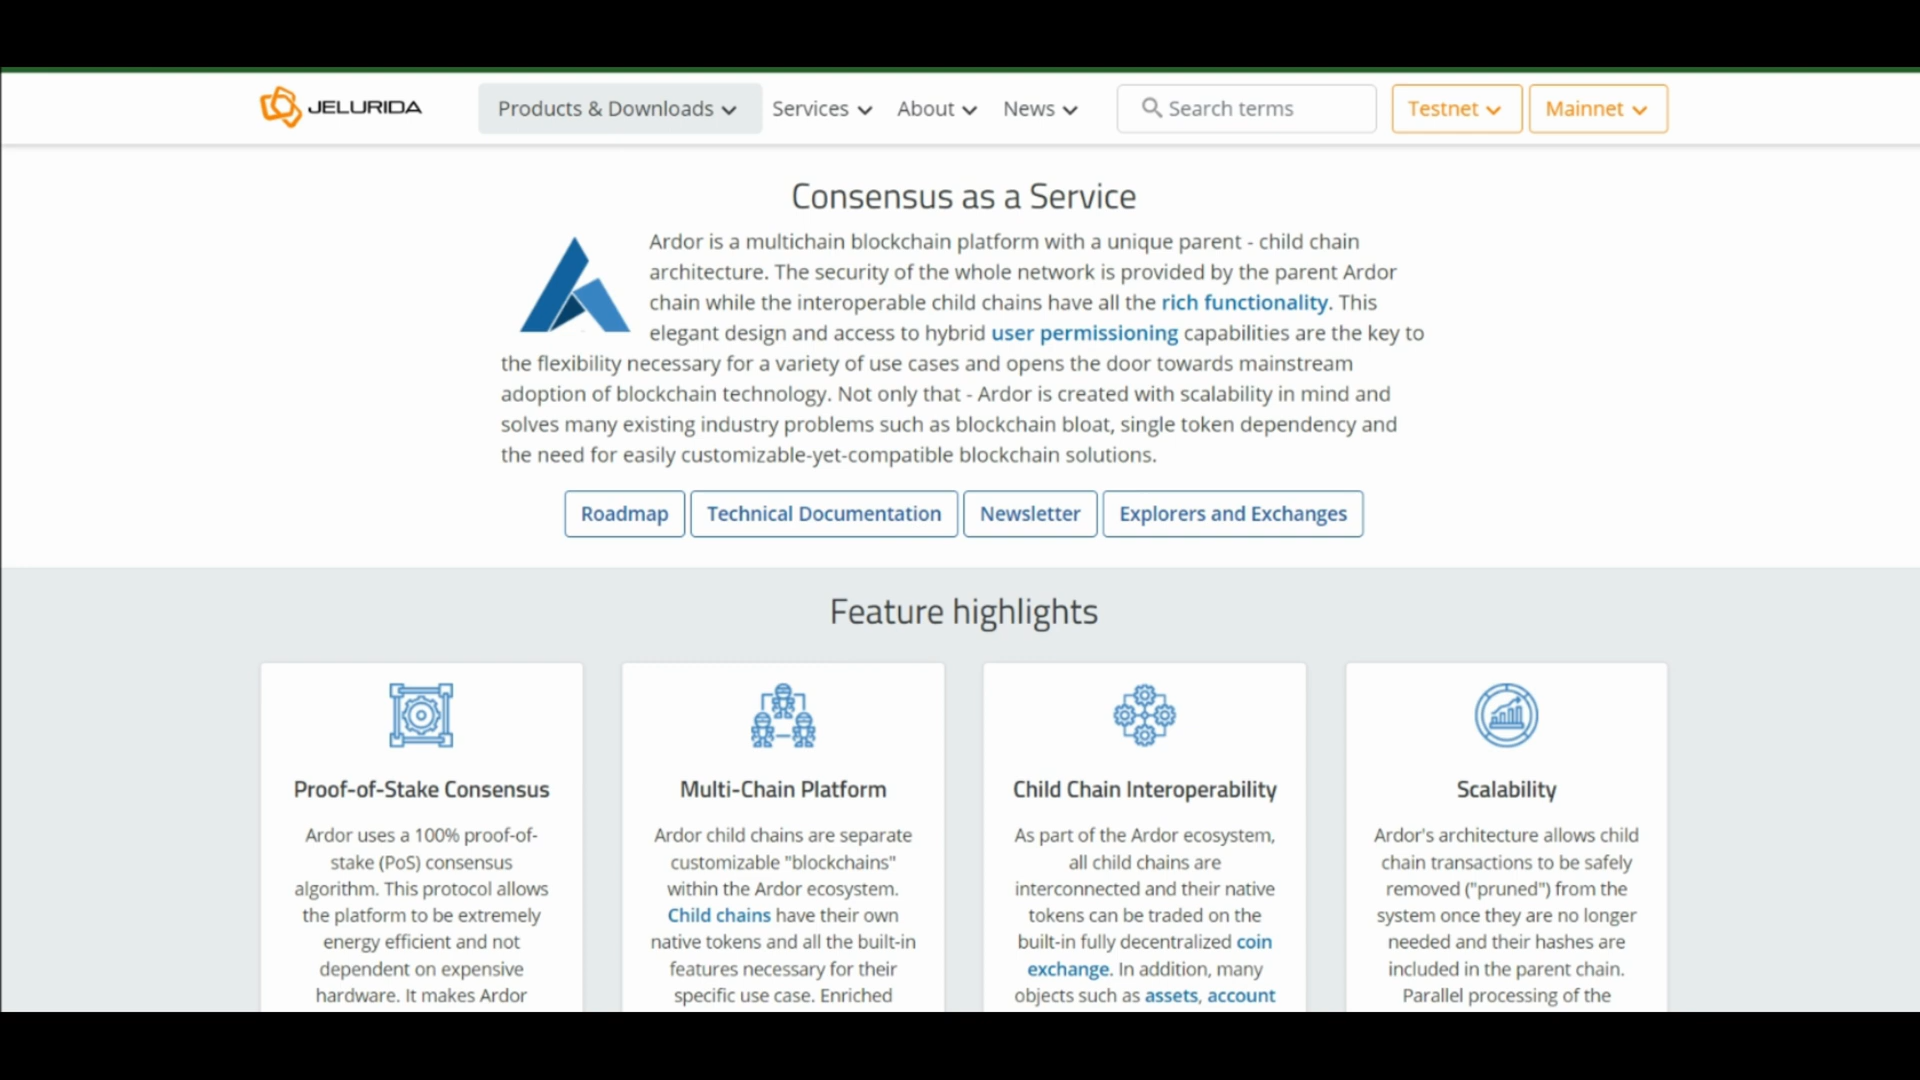 JELURIDA
Products & Downloads
Services
About
News
Search terms
Testnet
Mainnet
Consensus as a Service
Ardor is a multichain blockchain platform with a unique parent - child chain
architecture. The security of the whole network is provided by the parent Ardor
chain while the interoperable child chains have all the rich functionality. This
elegant design and access to hybrid user permissioning capabilities are the key to
the flexibility necessary for a variety of use cases and opens the door towards mainstream
adoption of blockchain technology. Not only that - Ardor is created with scalability in mind and
solves many existing industry problems such as blockchain bloat, single token dependency and
the need for easily customizable-yet-compatible blockchain solutions.
Roadmap
Technical Documentation
Newsletter
Explorers and Exchanges
Feature highlights
Proof-of-Stake Consensus
Ardor uses a 100% proof-of-
stake (PoS) consensus
algorithm. This protocol allows
the platform to be extremely
energy efficient and not
dependent on expensive
hardware. It makes Ardor
Multi-Chain Platform
Ardor child chains are separate
customizable "blockchains"
within the Ardor ecosystem.
Child chains have their own
native tokens and all the built-in
features necessary for their
specific use case. Enriched
Child Chain Interoperability
As part of the Ardor ecosystem,
all child chains are
interconnected and their native
tokens can be traded on the
built-in fully decentralized coin
exchange. In addition, many
objects such as assets, account
Scalability
Ardor's architecture allows child
chain transactions to be safely
removed ("pruned") from the
system once they are no longer
needed and their hashes are
included in the parent chain.
Parallel processing of the